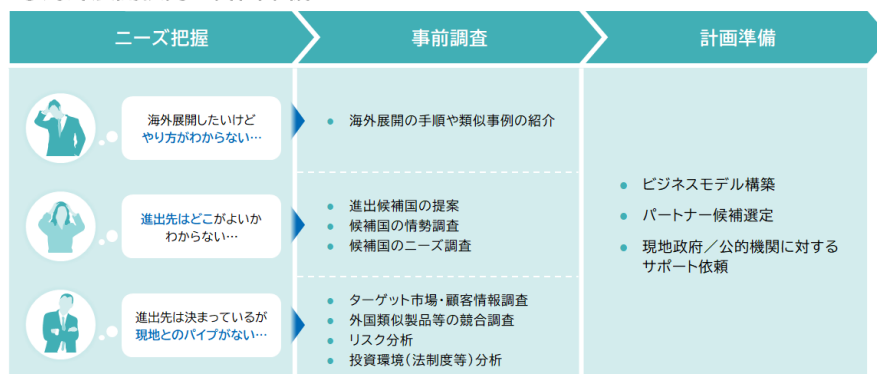 ニーズ把握
事前調査
計画準備
海外展開したいけど
やり方がわからない…
● 海外展開の手順や類似事例の紹介
進出先はどこがよいか
わからない…
● 進出候補国の提案
● 候補国の情勢調査
● 候補国のニーズ調査
進出先は決まっているが
現地とのパイプがない…
● ターゲット市場・顧客情報調査
● 外国類似製品等の競合調査
● リスク分析
● 投資環境（法制度等）分析
● ビジネスモデル構築
● パートナー候補選定
● 現地政府／公的機関に対する
サポート依頼